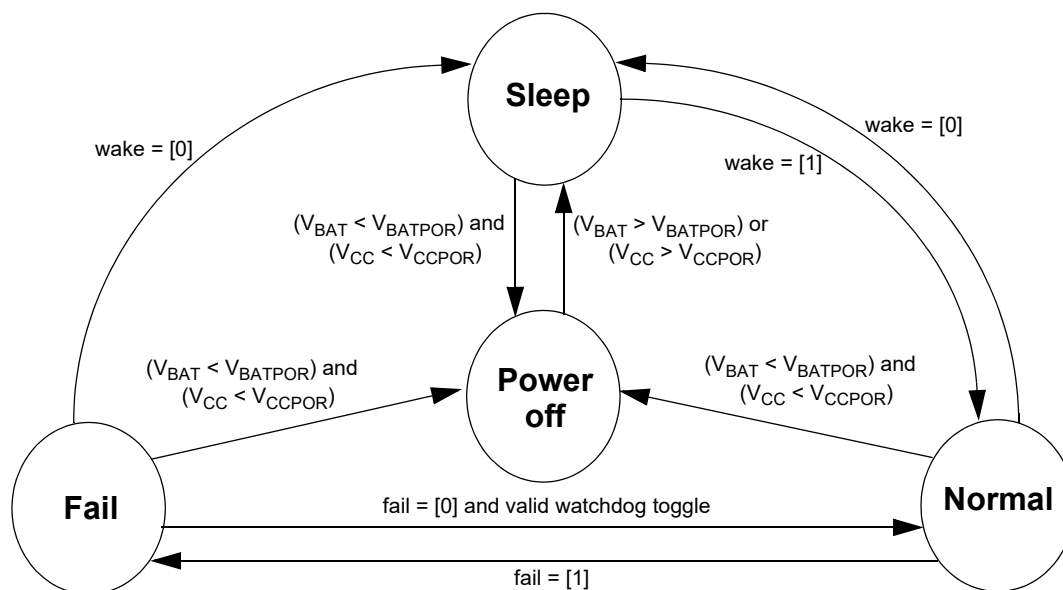 Sleep
wake = [0]
wake = [0]
wake = [1]
(VBAT < VBATPOR) and
(VCC < VCCPOR)
(VBAT > VBATPOR) or
(VCC > VCCPOR)
(VBAT < VBATPOR) and
(VCC < VCCPOR)
Power
off
(VBAT < VBATPOR) and
(VCC < VCCPOR)
Fail
fail = [0] and valid watchdog toggle
Normal
fail = [1]